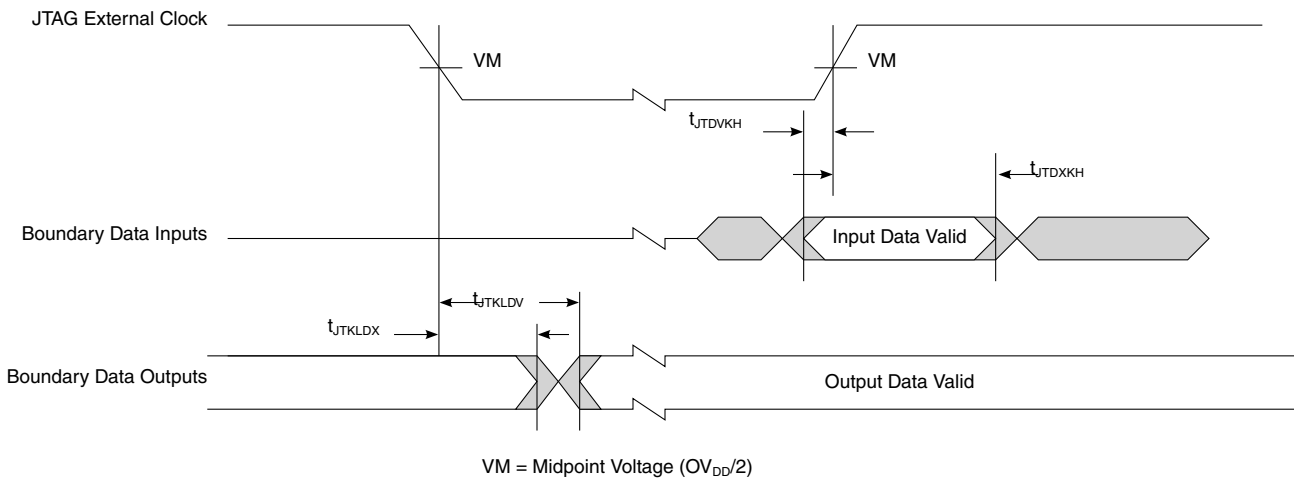 JTAG External Clock
VM
VM
tJTDVKH
tJTDXKH
Boundary Data Inputs
Input Data Valid
tJTKLDV
tJTKLDX
Boundary Data Outputs
Output Data Valid
VM = Midpoint Voltage (OVDD/2)